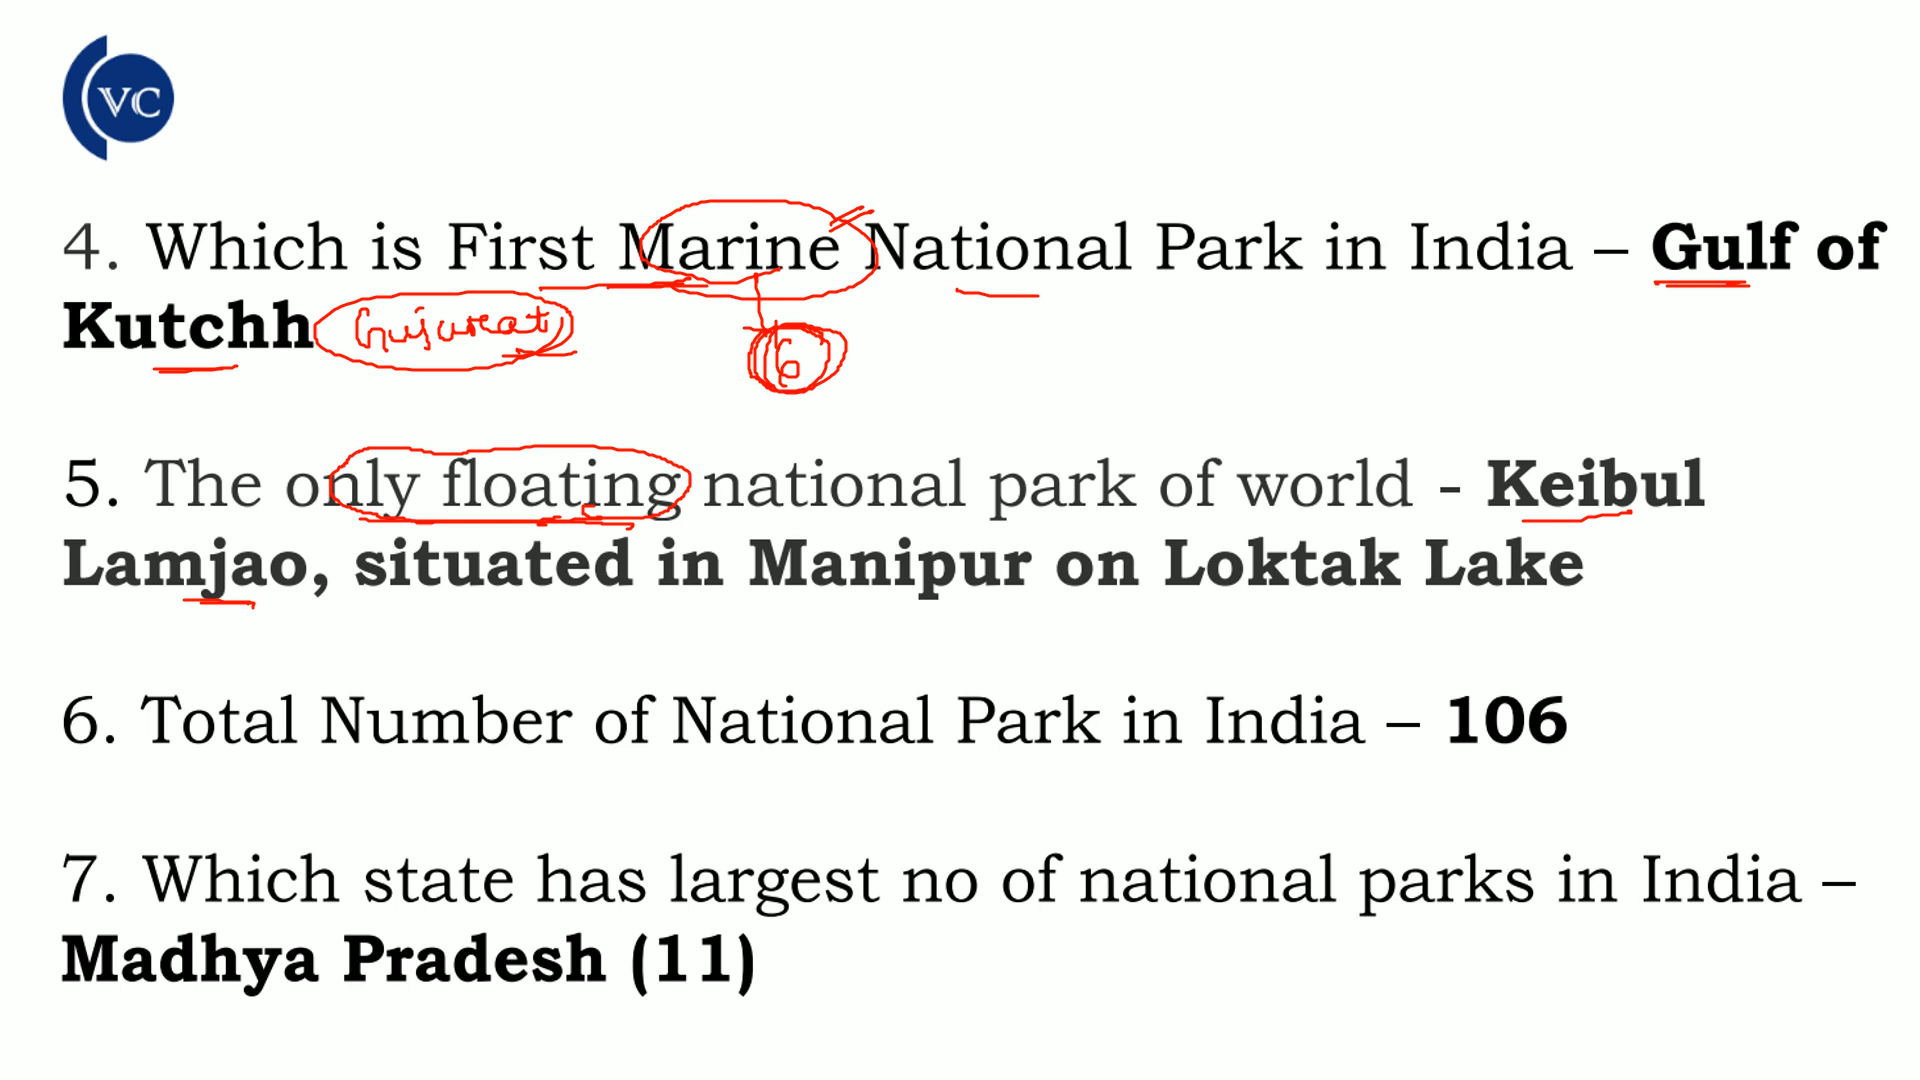 VC
4. Which is First Marine National Park in India – Gulf of
Kutchh Gujurat
6
5. The only floating national park of world - Keibul
Lamjao, situated in Manipur on Loktak Lake
6. Total Number of National Park in India – 106
7. Which state has largest no of national parks in India –
Madhya Pradesh (11)